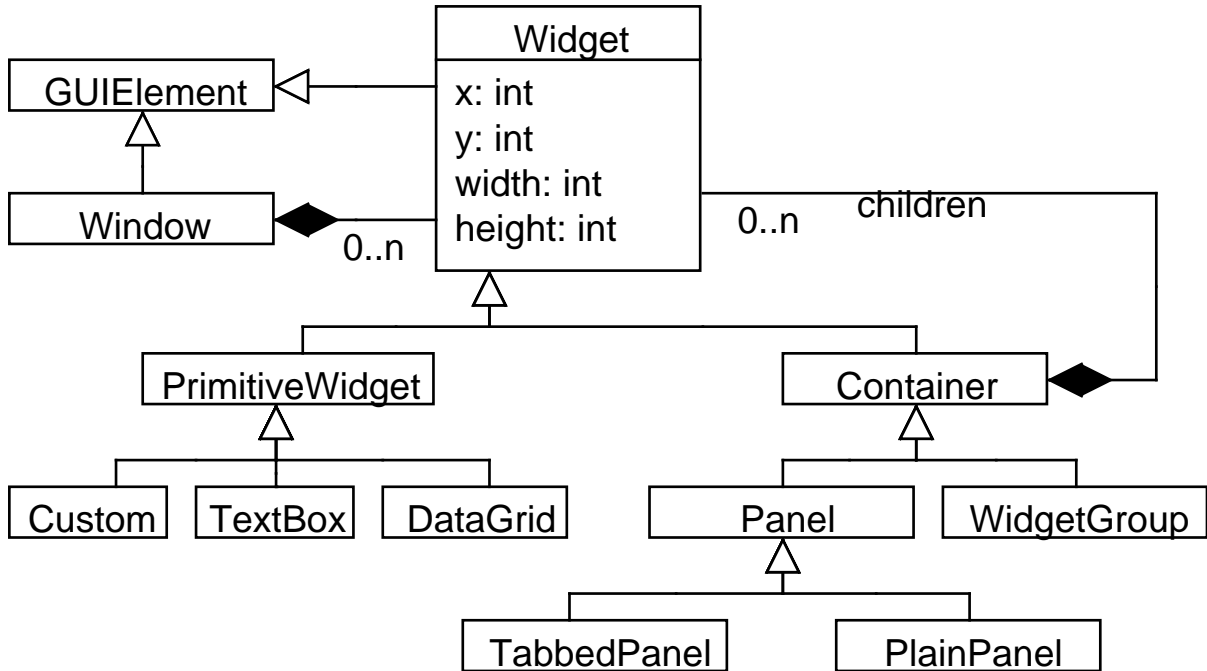 Widget
GUIElement
x: int
y: int
width: int
height: int
Window
0..n
0..n
children
PrimitiveWidget
Container
Custom
TextBox
DataGrid
Panel
WidgetGroup
TabbedPanel
PlainPanel